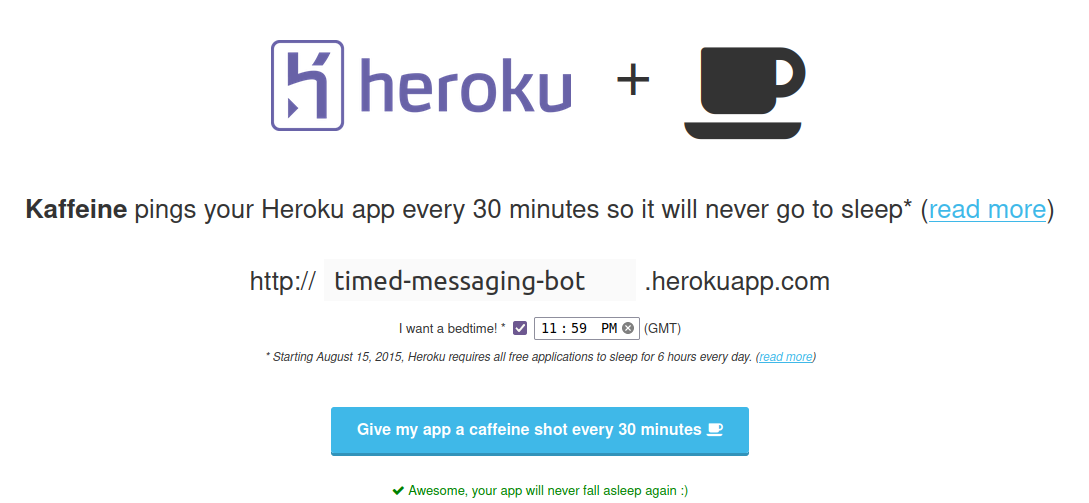 heroku +
Kaffeine pings your Heroku app every 30 minutes so it will never go to sleep* (read more)
http:// timed-messaging-bot .herokuapp.com
I want a bedtime! * 11:59 PM (GMT)
* Starting August 15, 2015, Heroku requires all free applications to sleep for 6 hours every day. (read more)
Give my app a caffeine shot every 30 minutes
Awesome, your app will never fall asleep again :)